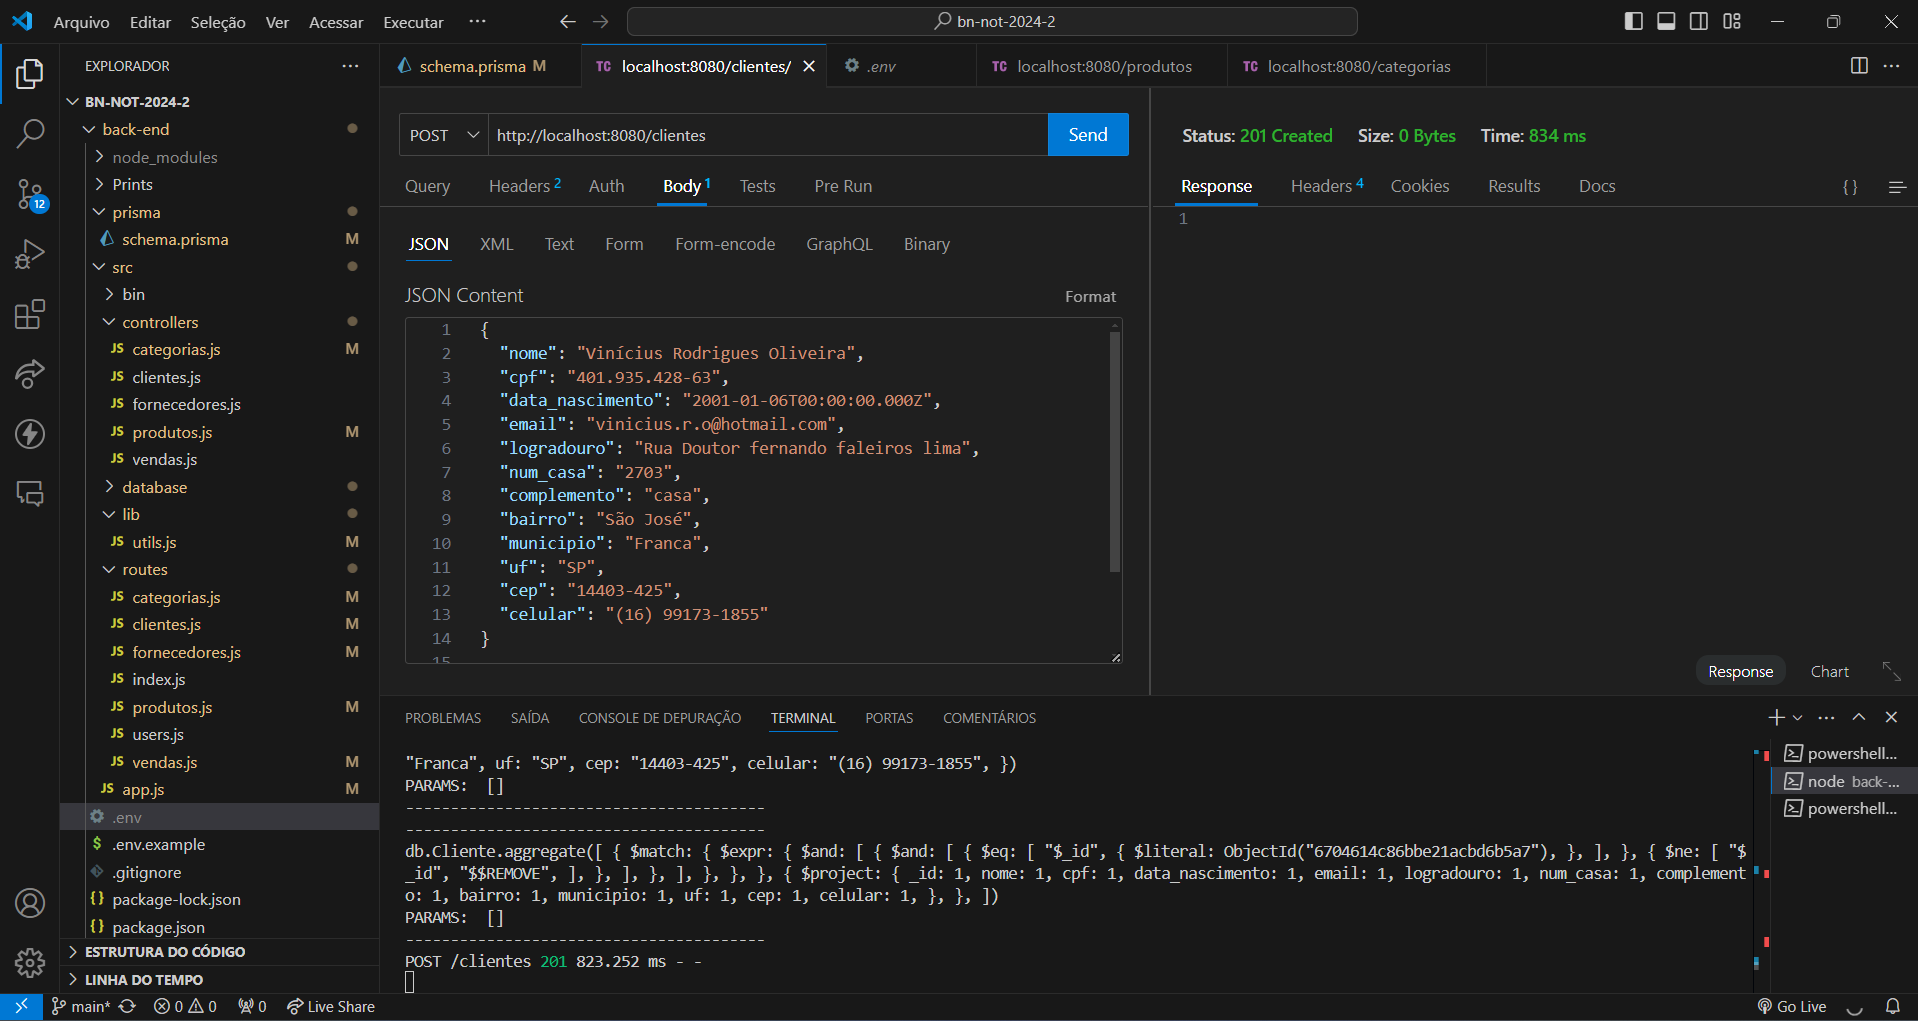 Arquivo Editar Seleção Ver Acessar Executar ···
bn-not-2024-2
EXPLORADOR ···
BN-NOT-2024-2
back-end
node_modules
Prints
prisma
schema.prisma M
src
bin
controllers
JS categorias.js M
JS clientes.js
JS fornecedores.js
JS produtos.js M
JS vendas.js
database
lib
JS utils.js M
routes
JS categorias.js M
JS clientes.js M
JS fornecedores.js M
JS index.js
JS produtos.js M
JS users.js
JS vendas.js M
JS app.js M
.env
$ .env.example
.gitignore
{} package-lock.json
{} package.json
ESTRUTURA DO CÓDIGO
LINHA DO TEMPO
12
schema.prisma M
TC localhost:8080/clientes/
.env
TC localhost:8080/produtos
TC localhost:8080/categorias
POST http://localhost:8080/clientes Send
Query Headers 2 Auth Body 1 Tests Pre Run
JSON XML Text Form Form-encode GraphQL Binary
JSON Content Format
1 {
2 "nome": "Vinícius Rodrigues Oliveira",
3 "cpf": "401.935.428-63",
4 "data_nascimento": "2001-01-06T00:00:00.000Z",
5 "email": "vinicius.r.o@hotmail.com",
6 "logradouro": "Rua Doutor fernando faleiros lima",
7 "num_casa": "2703",
8 "complemento": "casa",
9 "bairro": "São José",
10 "municipio": "Franca",
11 "uf": "SP",
12 "cep": "14403-425",
13 "celular": "(16) 99173-1855"
14 }
15
Status: 201 Created Size: 0 Bytes Time: 834 ms
Response Headers 4 Cookies Results Docs {}
1
Response Chart
PROBLEMAS SAÍDA CONSOLE DE DEPURAÇÃO TERMINAL PORTAS COMENTÁRIOS
"Franca", uf: "SP", cep: "14403-425", celular: "(16) 99173-1855", })
PARAMS: []
----------------------------------------
----------------------------------------
db.Cliente.aggregate([ { $match: { $expr: { $and: [ { $and: [ { $eq: [ "$_id", { $literal: ObjectId("6704614c86bbe21acbd6b5a7"), }, ], }, { $ne: [ "$
_id", "$$REMOVE", ], }, ], }, ], }, }, }, { $project: { _id: 1, nome: 1, cpf: 1, data_nascimento: 1, email: 1, logradouro: 1, num_casa: 1, complement
o: 1, bairro: 1, municipio: 1, uf: 1, cep: 1, celular: 1, }, }, ])
PARAMS: []
----------------------------------------
POST /clientes 201 823.252 ms - -
powershell...
node back-...
powershell...
main* 0 0 0 Live Share
Go Live